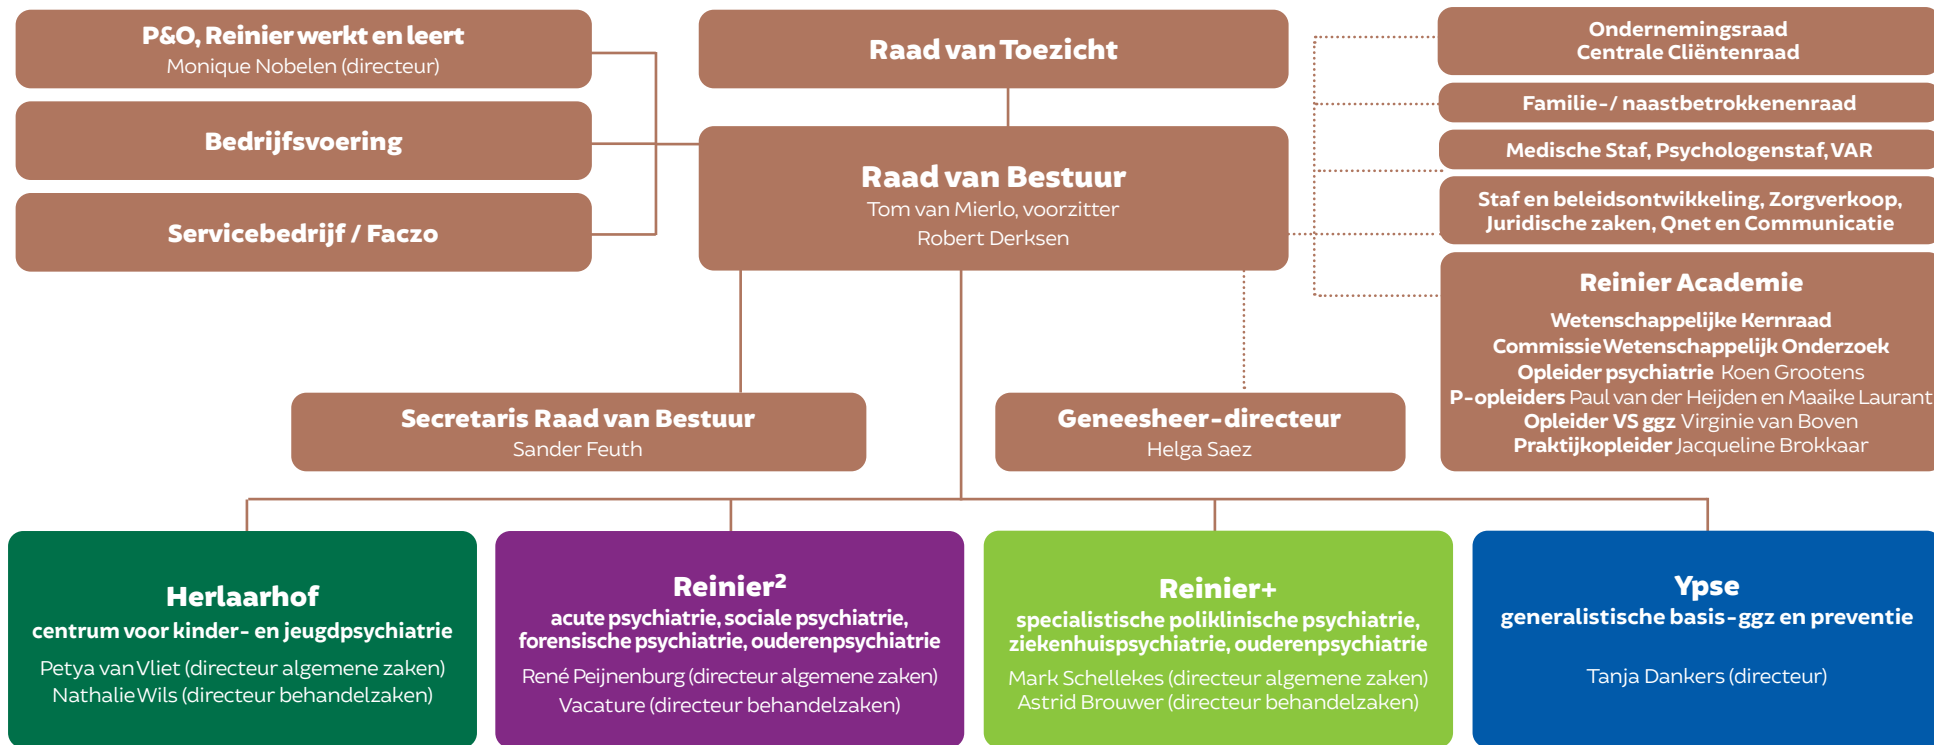 P&O, Reinier werkt en leert
Monique Nobelen (directeur)
Bedrijfsvoering
Servicebedrijf / Faczo
Raad van Toezicht
Raad van Bestuur
Tom van Mierlo, voorzitter
Robert Derksen
Ondernemingsraad
Centrale Cliëntenraad
Familie-/ naastbetrokkenenraad
Medische Staf, Psychologenstaf, VAR
Staf en beleidsontwikkeling, Zorgverkoop,
Juridische zaken, Qnet en Communicatie
Reinier Academie
Wetenschappelijke Kernraad
Commissie Wetenschappelijk Onderzoek
Opleider psychiatrie Koen Grootens
P-opleiders Paul van der Heijden en Maaike Laurant
Opleider VS ggz Virginie van Boven
Praktijkopleider Jacqueline Brokkaar
Secretaris Raad van Bestuur
Sander Feuth
Geneesheer-directeur
Helga Saez
Herlaarhof
centrum voor kinder- en jeugdpsychiatrie
Petya van Vliet (directeur algemene zaken)
Nathalie Wils (directeur behandelzaken)
Reinier²
acute psychiatrie, sociale psychiatrie,
forensische psychiatrie, ouderenpsychiatrie
René Peijnenburg (directeur algemene zaken)
Vacature (directeur behandelzaken)
Reinier+
specialistische poliklinische psychiatrie,
ziekenhuispsychiatrie, ouderenpsychiatrie
Mark Schellekes (directeur algemene zaken)
Astrid Brouwer (directeur behandelzaken)
Ypse
generalistische basis-ggz en preventie
Tanja Dankers (directeur)